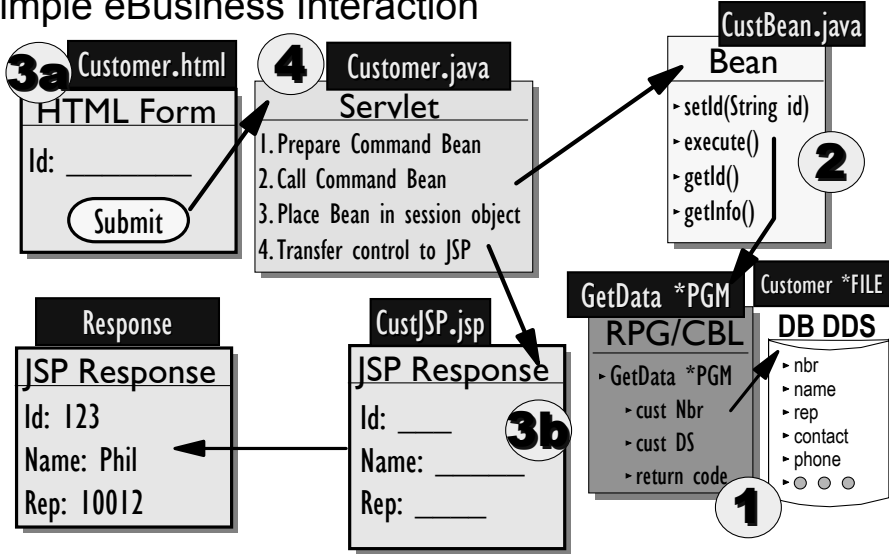 imple eBusiness Interaction
3a
Customer.html
HTML Form
Id: _________
Submit
4
Customer.java
Servlet
1. Prepare Command Bean
2. Call Command Bean
3. Place Bean in session object
4. Transfer control to JSP
CustBean.java
Bean
setId(String id)
execute()
getId()
getInfo()
2
GetData *PGM
RPG/CBL
GetData *PGM
cust Nbr
cust DS
return code
1
Customer *FILE
DB DDS
nbr
name
rep
contact
phone
Response
JSP Response
Id: 123
Name: Phil
Rep: 10012
CustJSP.jsp
JSP Response
Id: ____
Name: ______
Rep: _____
3b